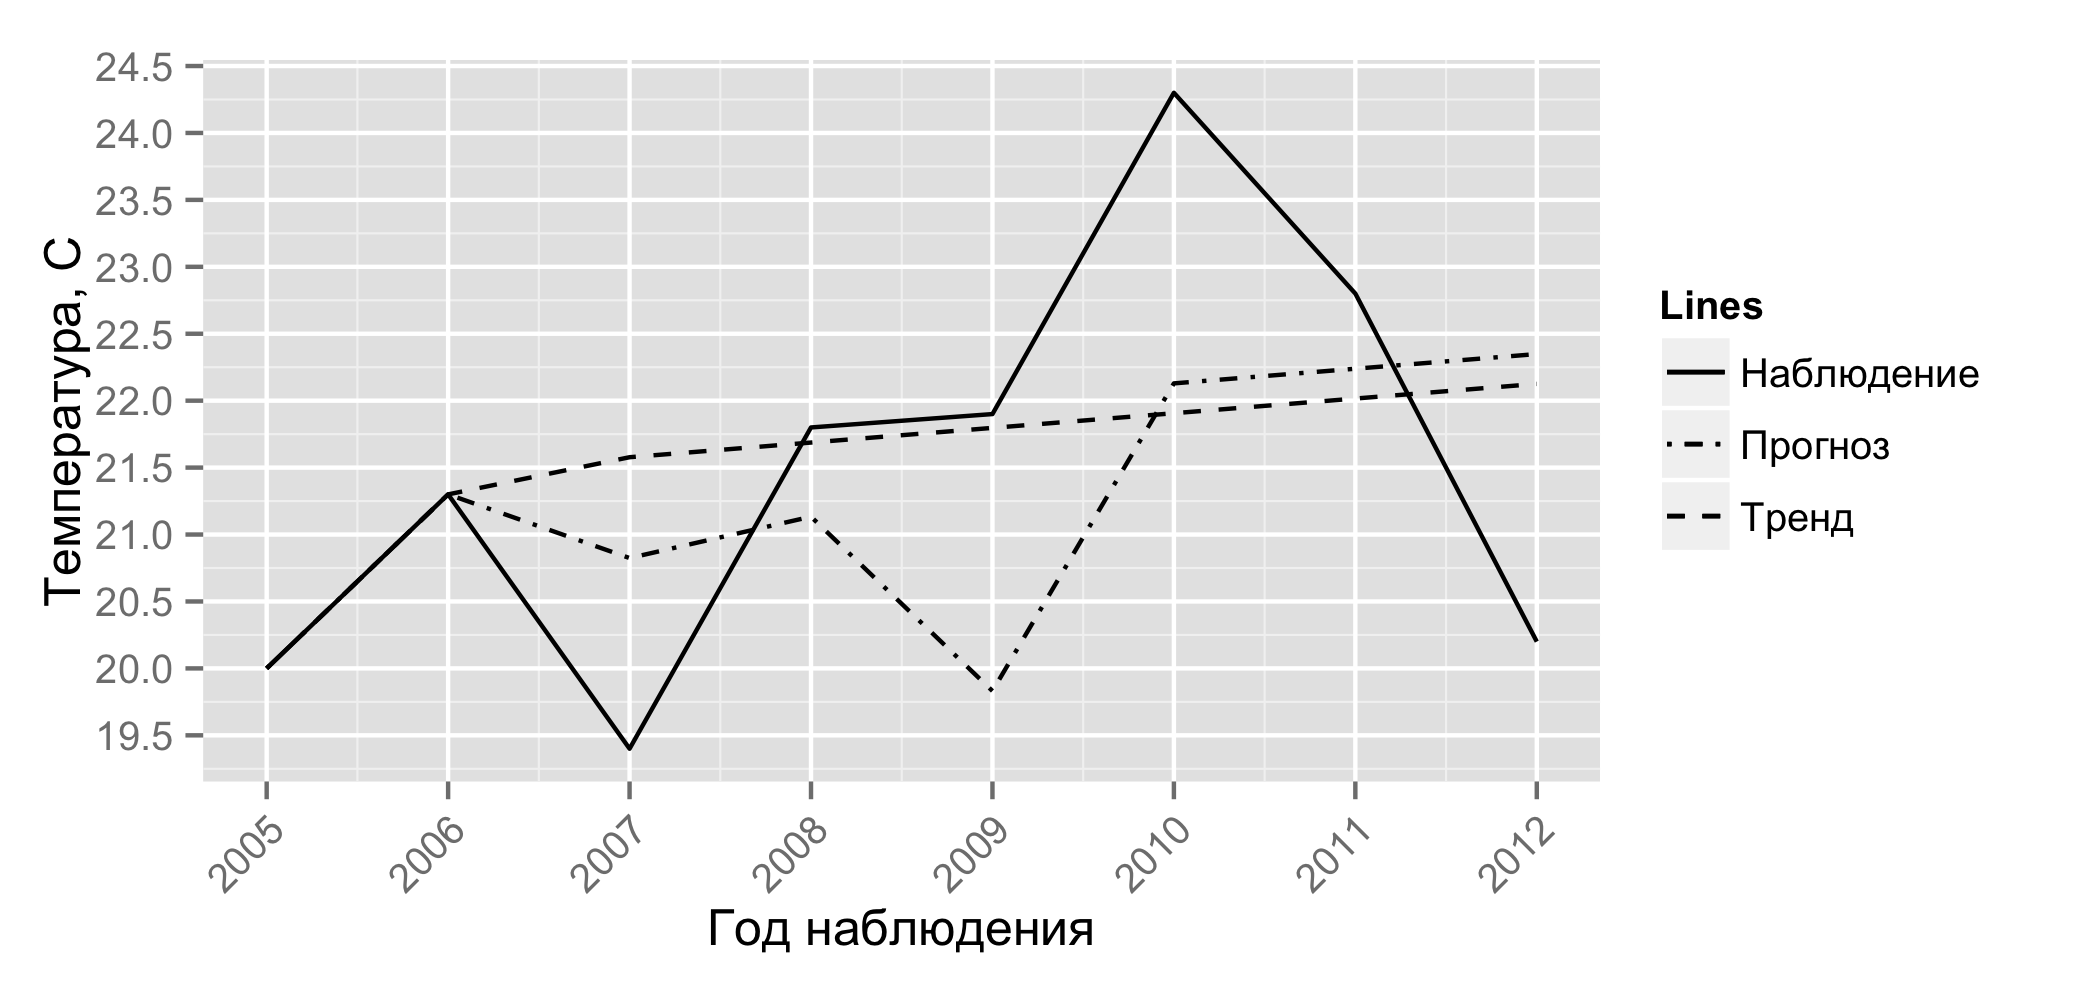 Температура, С
24.5
24.0
23.5
23.0
22.5
22.0
21.5
21.0
20.5
20.0
19.5
2005 2006 2007 2008 2009 2010 2011 2012
Год наблюдения
Lines
Наблюдение
Прогноз
Тренд